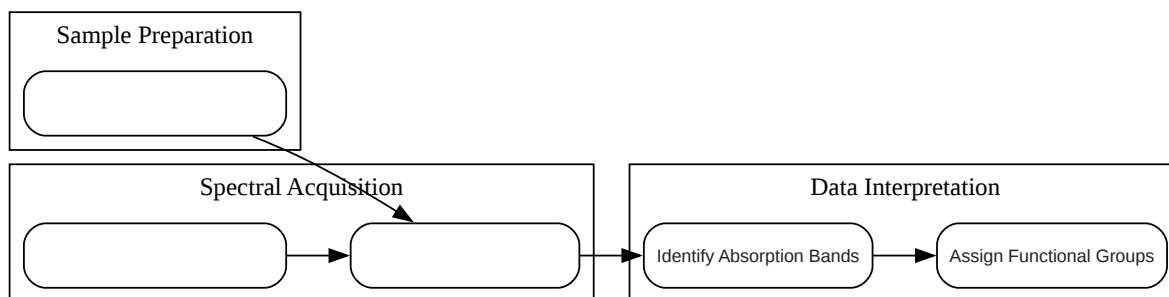 Sample Preparation
Spectral Acquisition
Data Interpretation
Identify Absorption Bands
Assign Functional Groups